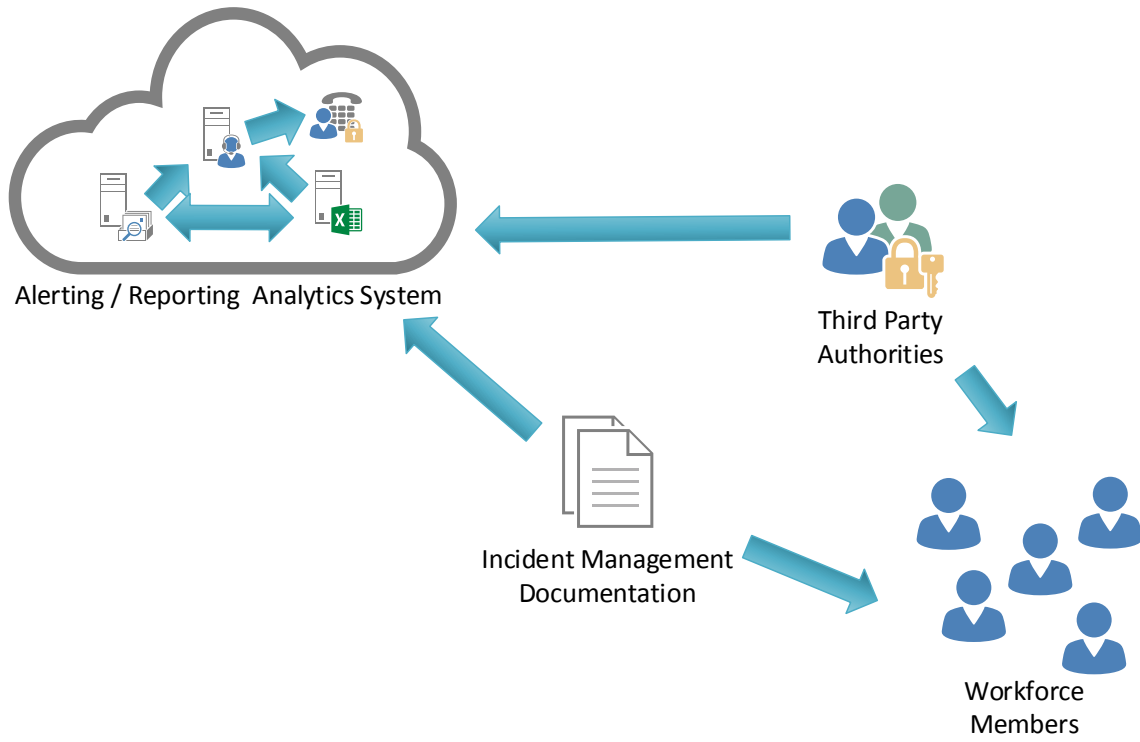 Alerting / Reporting  Analytics System
Third Party
Authorities
Incident Management
Documentation
Workforce
Members